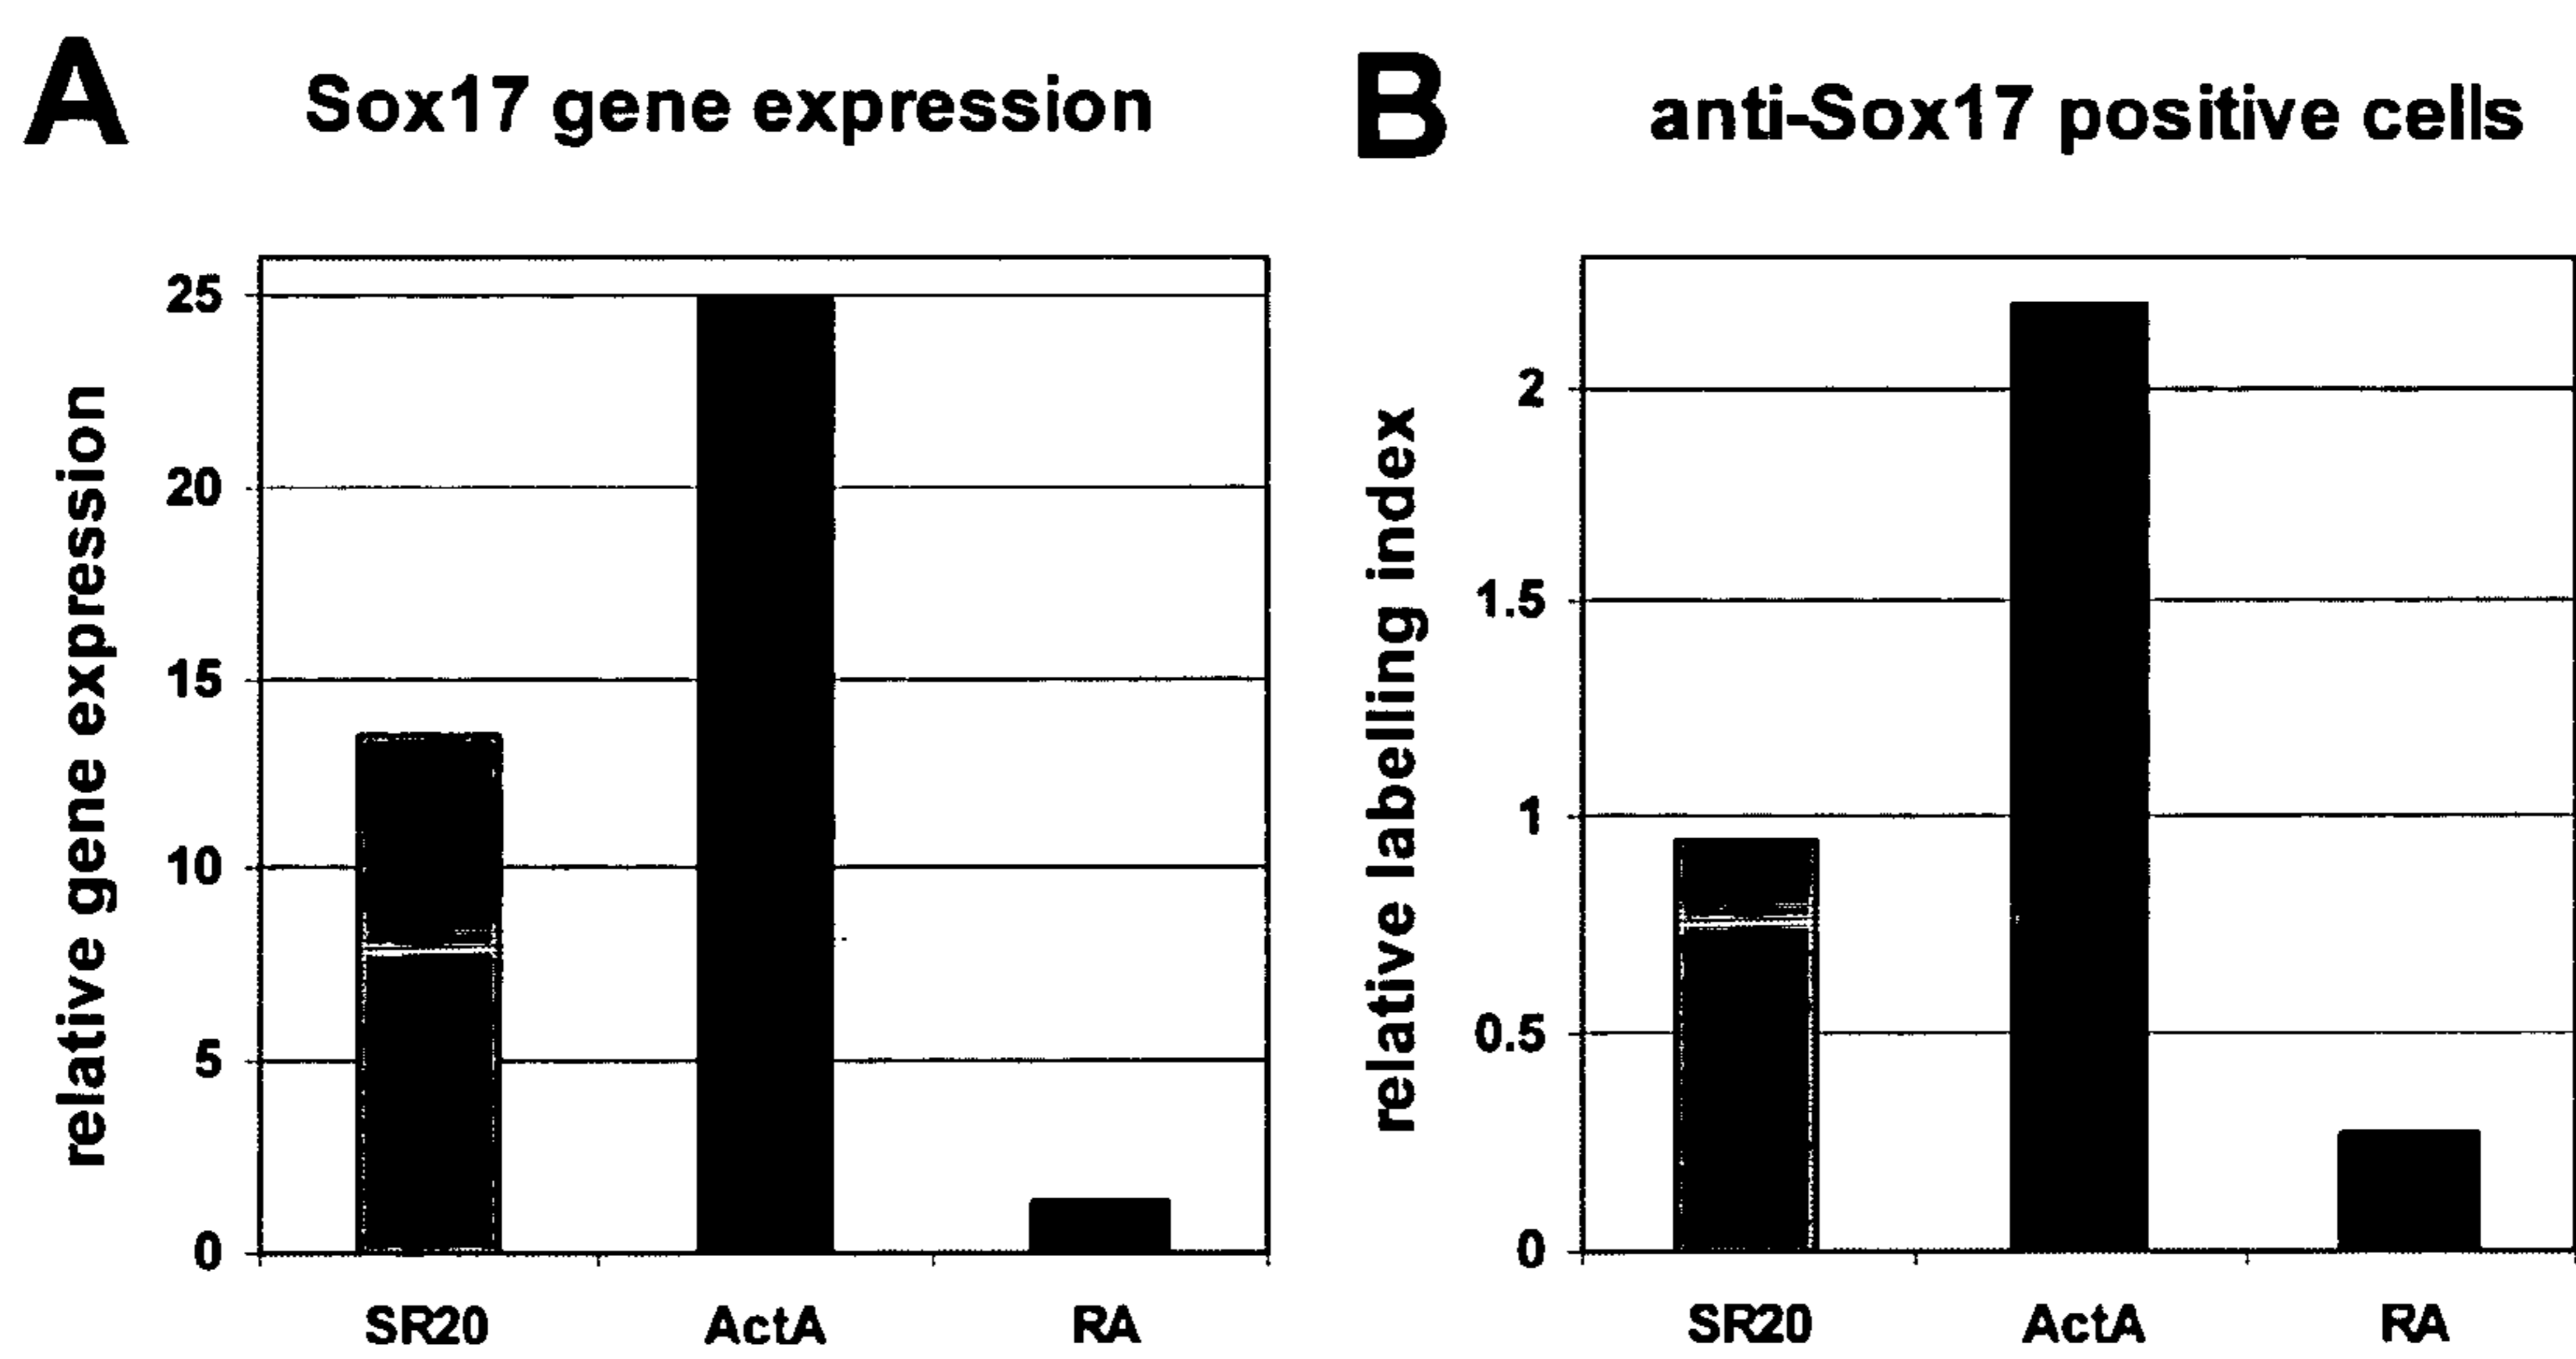 A
Sox17 gene expression
relative gene expression
25
20
15
10
5
0
SR20 ActA RA
B
anti-Sox17 positive cells
relative labelling index
2
1.5
1
0.5
0
SR20 ActA RA